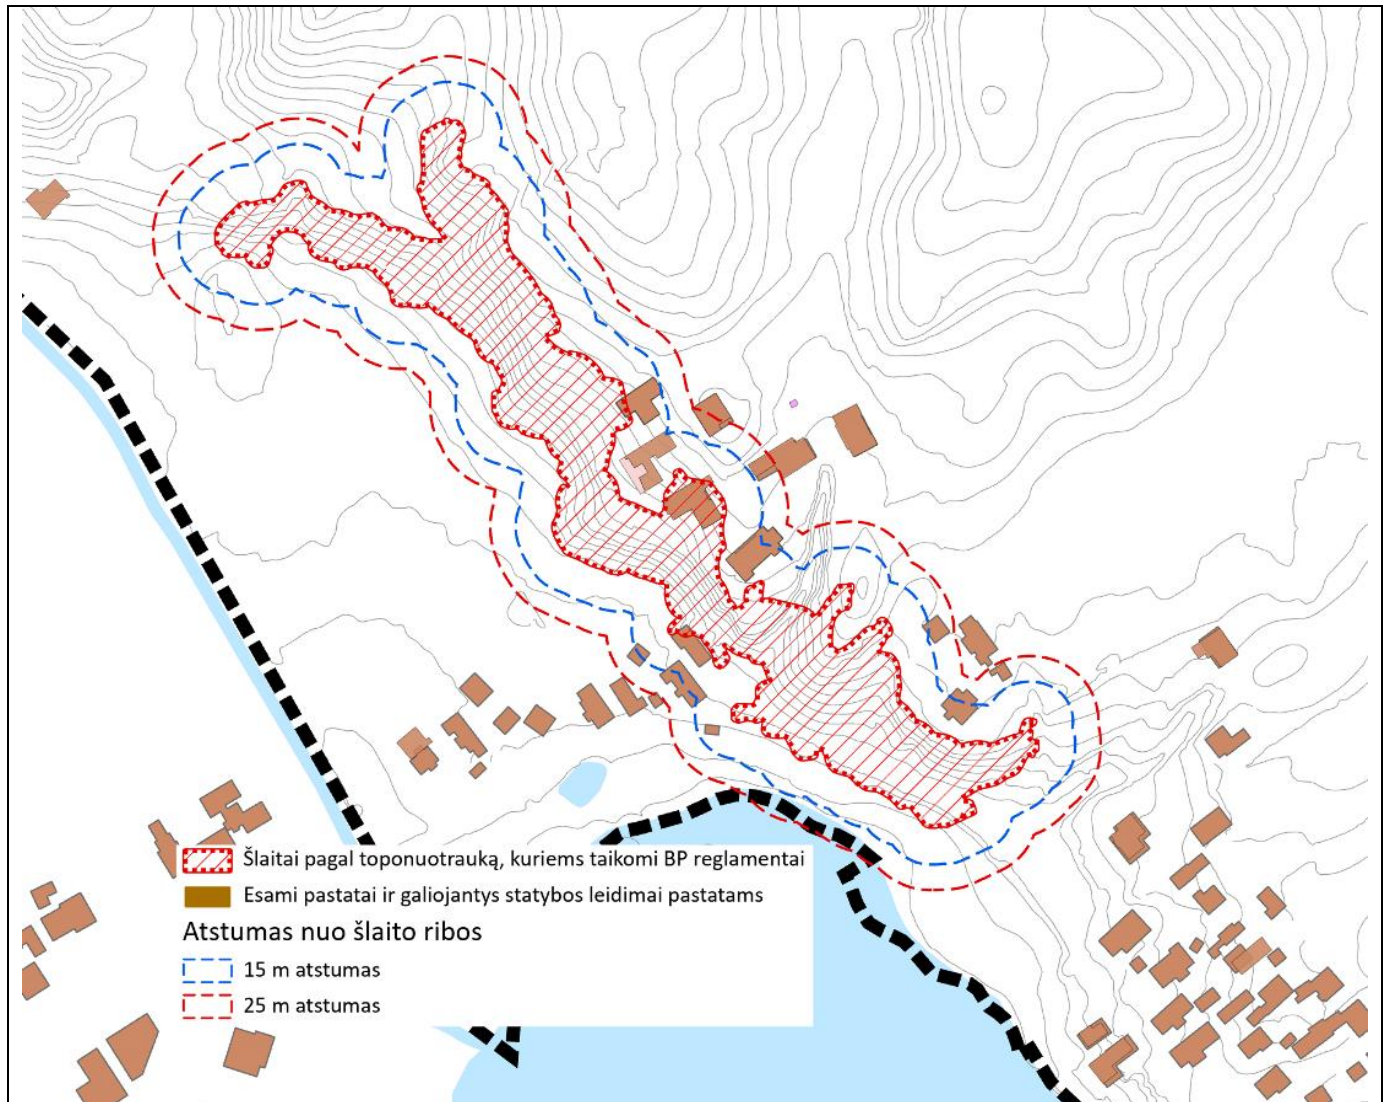 Šlaitai pagal toponuotrauką, kuriems taikomi BP reglamentai
Esami pastatai ir galiojantys statybos leidimai pastatams
Atstumas nuo šlaito ribos
15 m atstumas
25 m atstumas